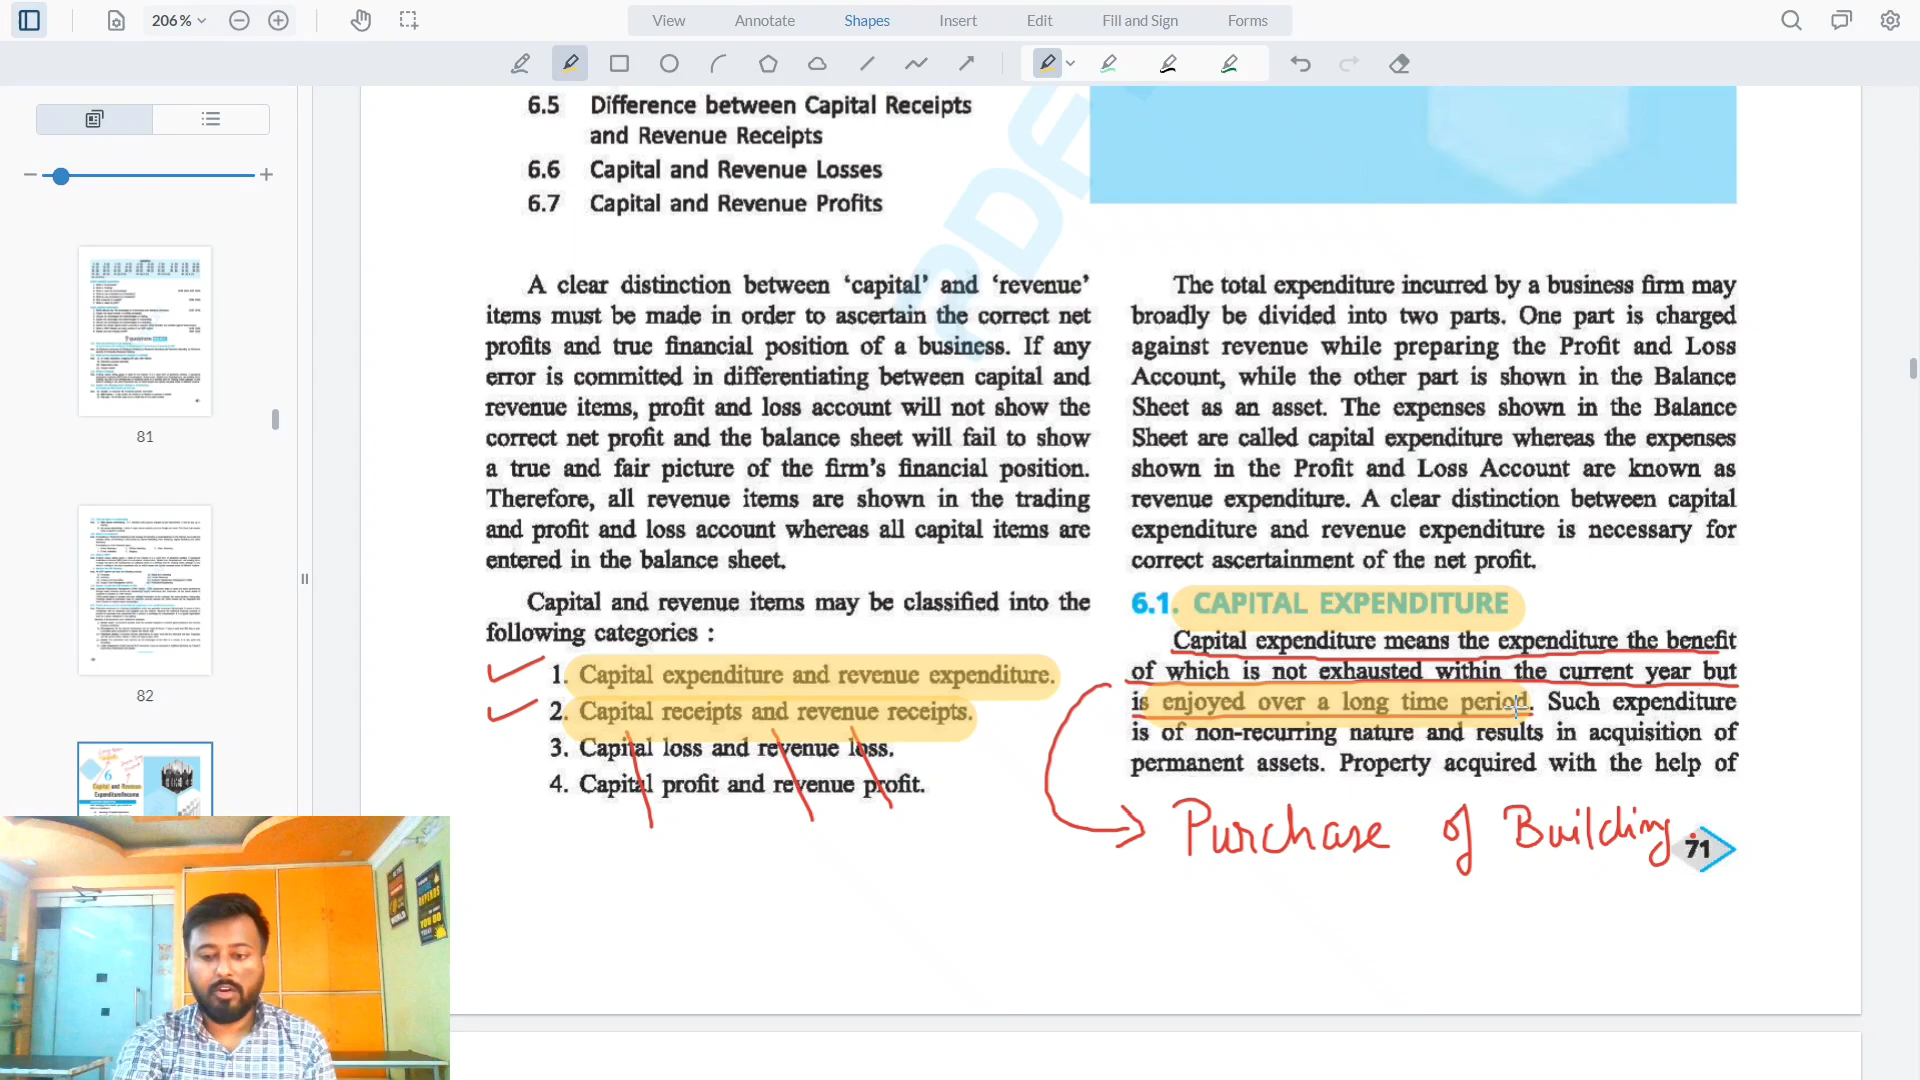 206%
View Annotate Shapes Insert Edit Fill and Sign Forms
6.5 Difference between Capital Receipts
and Revenue Receipts
6.6 Capital and Revenue Losses
6.7 Capital and Revenue Profits
A clear distinction between ‘capital’ and ‘revenue’
items must be made in order to ascertain the correct net
profits and true financial position of a business. If any
error is committed in differentiating between capital and
revenue items, profit and loss account will not show the
correct net profit and the balance sheet will fail to show
a true and fair picture of the firm’s financial position.
Therefore, all revenue items are shown in the trading
and profit and loss account whereas all capital items are
entered in the balance sheet.
Capital and revenue items may be classified into the
following categories :
1. Capital expenditure and revenue expenditure.
2. Capital receipts and revenue receipts.
3. Capital loss and revenue loss.
4. Capital profit and revenue profit.
The total expenditure incurred by a business firm may
broadly be divided into two parts. One part is charged
against revenue while preparing the Profit and Loss
Account, while the other part is shown in the Balance
Sheet as an asset. The expenses shown in the Balance
Sheet are called capital expenditure whereas the expenses
shown in the Profit and Loss Account are known as
revenue expenditure. A clear distinction between capital
expenditure and revenue expenditure is necessary for
correct ascertainment of the net profit.
6.1. CAPITAL EXPENDITURE
Capital expenditure means the expenditure the benefit
of which is not exhausted within the current year but
is enjoyed over a long time period. Such expenditure
is of non-recurring nature and results in acquisition of
permanent assets. Property acquired with the help of
Purchase of Building
71
81
82
6
Capital and Revenue
Expenditure/Income